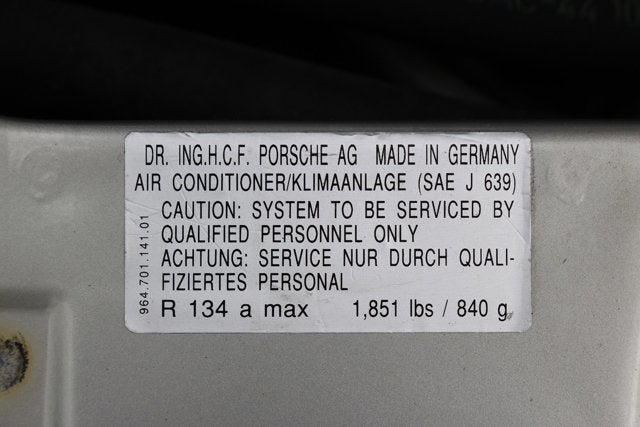 DR. ING.H.C.F. PORSCHE AG MADE IN GERMANY
AIR CONDITIONER/KLIMAANLAGE (SAE J 639)
CAUTION: SYSTEM TO BE SERVICED BY
QUALIFIED PERSONNEL ONLY
ACHTUNG: SERVICE NUR DURCH QUALI-
FIZIERTES PERSONAL
R 134 a max 1,851 lbs / 840 g
964.701.141.01